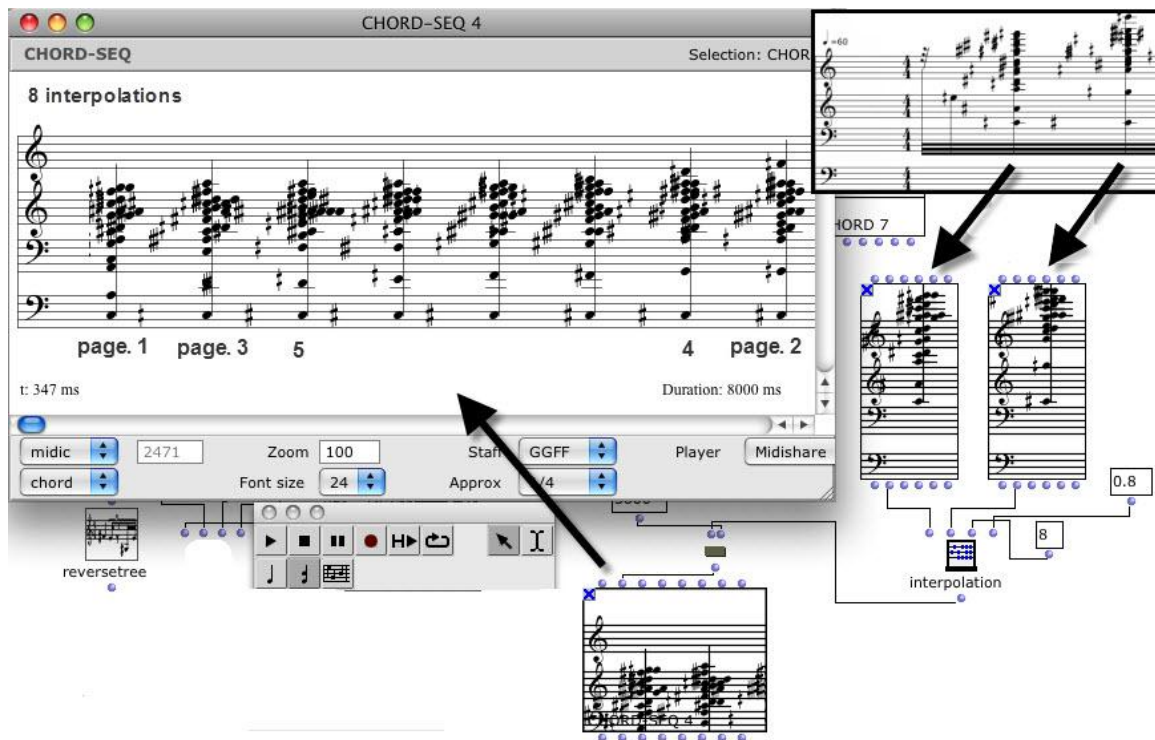 CHORD-SEQ 4
CHORD-SEQ
Selection: CHOR
8 interpolations
page. 1 page. 3 5 4 page. 2
t: 347 ms
Duration: 8000 ms
midic 2471 Zoom 100 Staff GGFF Player Midishare
chord Font size 24 Approx /4
=60
HORD 7
0.8
8
interpolation
reversetree
CHORD-SEQ 4